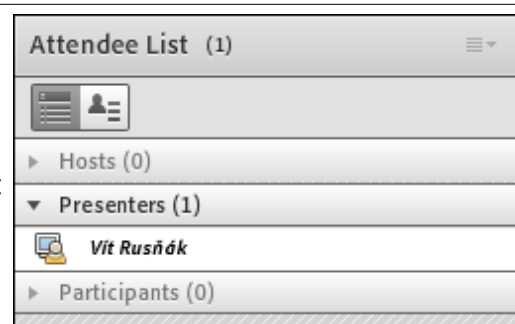 Attendee List (1)
Hosts (0)
Presenters (1)
Vít Rusňák
Participants (0)